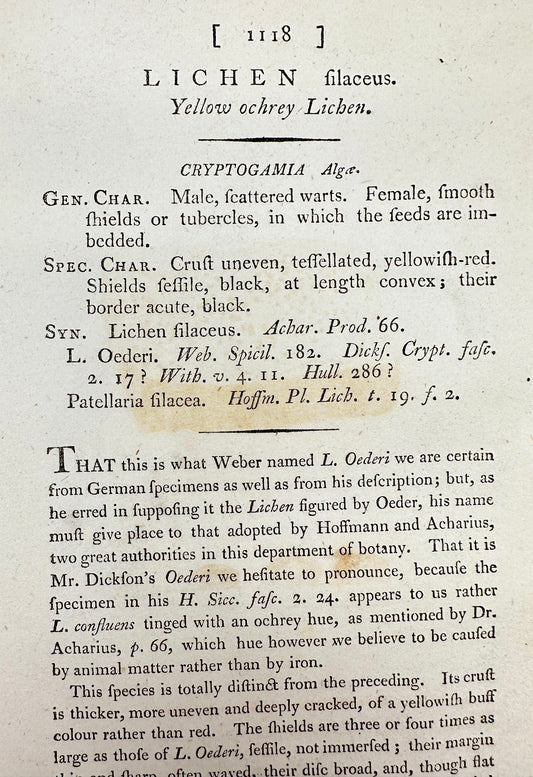 [ 1118 ]
LICHEN ſilaceus.
Yellow ochrey Lichen.
CRYPTOGAMIA Algæ.
GEN. CHAR. Male, ſcattered warts. Female, ſmooth
ſhields or tubercles, in which the ſeeds are im-
bedded.
SPEC. CHAR. Cruſt uneven, teſſellated, yellowiſh-red.
Shields ſeſſile, black, at length convex; their
border acute, black.
SYN. Lichen ſilaceus. Achar. Prod. 66.
L. Oederi. Web. Spicil. 182. Dickſ. Crypt. faſc.
2. 17? With. v. 4. 11. Hull. 286?
Patellaria ſilacea. Hoffm. Pl. Lich. t. 19. f. 2.
THAT this is what Weber named L. Oederi we are certain
from German ſpecimens as well as from his deſcription; but, as
he erred in ſuppoſing it the Lichen figured by Oeder, his name
muſt give place to that adopted by Hoffmann and Acharius,
two great authorities in this department of botany. That it is
Mr. Dickſon's Oederi we heſitate to pronounce, becauſe the
ſpecimen in his H. Sicc. faſc. 2. 24. appears to us rather
L. confluens tinged with an ochrey hue, as mentioned by Dr.
Acharius, p. 66, which hue however we believe to be cauſed
by animal matter rather than by iron.
This ſpecies is totally diſtinct from the preceding. Its cruſt
is thicker, more uneven and deeply cracked, of a yellowiſh buff
colour rather than red. The ſhields are three or four times as
large as thoſe of L. Oederi, ſeſſile, not immerſed; their margin
thin and ſharp, often waved, their diſc broad, and, though flat